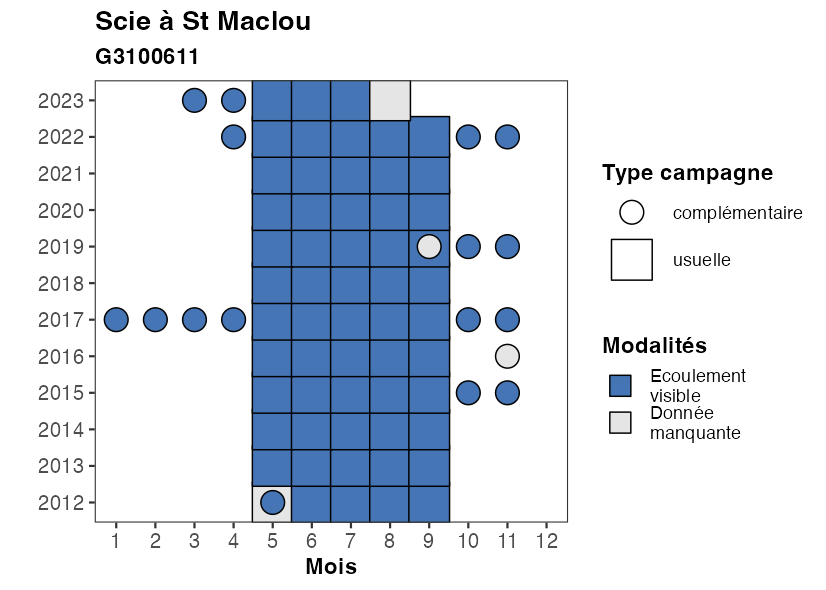 Scie à St Maclou
G3100611
2023
2022
2021
2020
2019
2018
2017
2016
2015
2014
2013
2012
1 2 3 4 5 6 7 8 9 10 11 12
Mois
Type campagne
complémentaire
usuelle
Modalités
Ecoulement
visible
Donnée
manquante